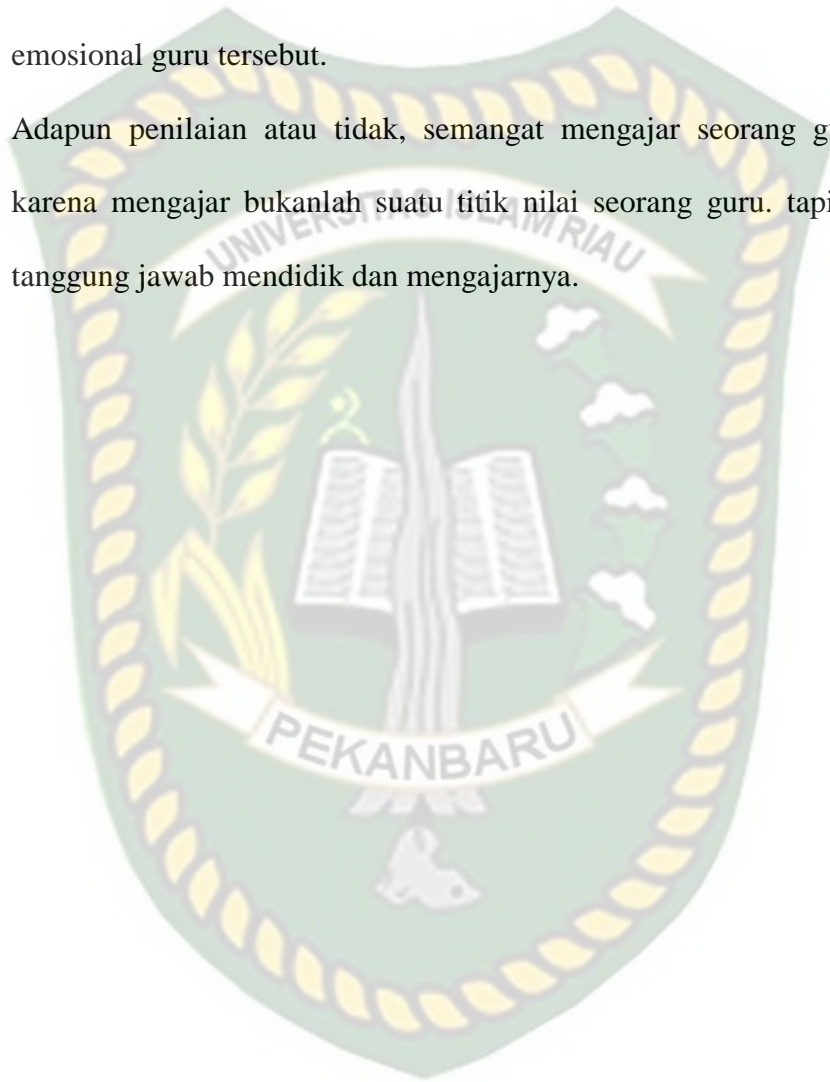 emosional guru tersebut.
Adapun penilaian atau tidak, semangat mengajar seorang gu
karena mengajar bukanlah suatu titik nilai seorang guru. tapi
UNIVERSITAS ISLAM RIAU
tanggung jawab mendidik dan mengajarnya.
PEKANBARU